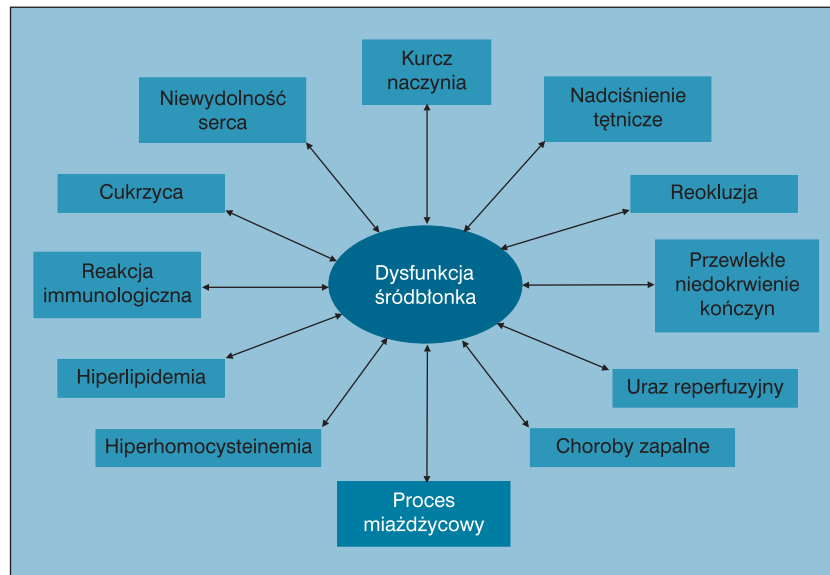 Kurcz
naczynia
Niewydolność
serca
Nadciśnienie
tętnicze
Cukrzyca
Reokluzja
Reakcja
immunologiczna
Dysfunkcja
śródbłonka
Przewlekłe
niedokrwienie
kończyn
Hiperlipidemia
Uraz reperfuzyjny
Hiperhomocysteinemia
Choroby zapalne
Proces
miażdżycowy